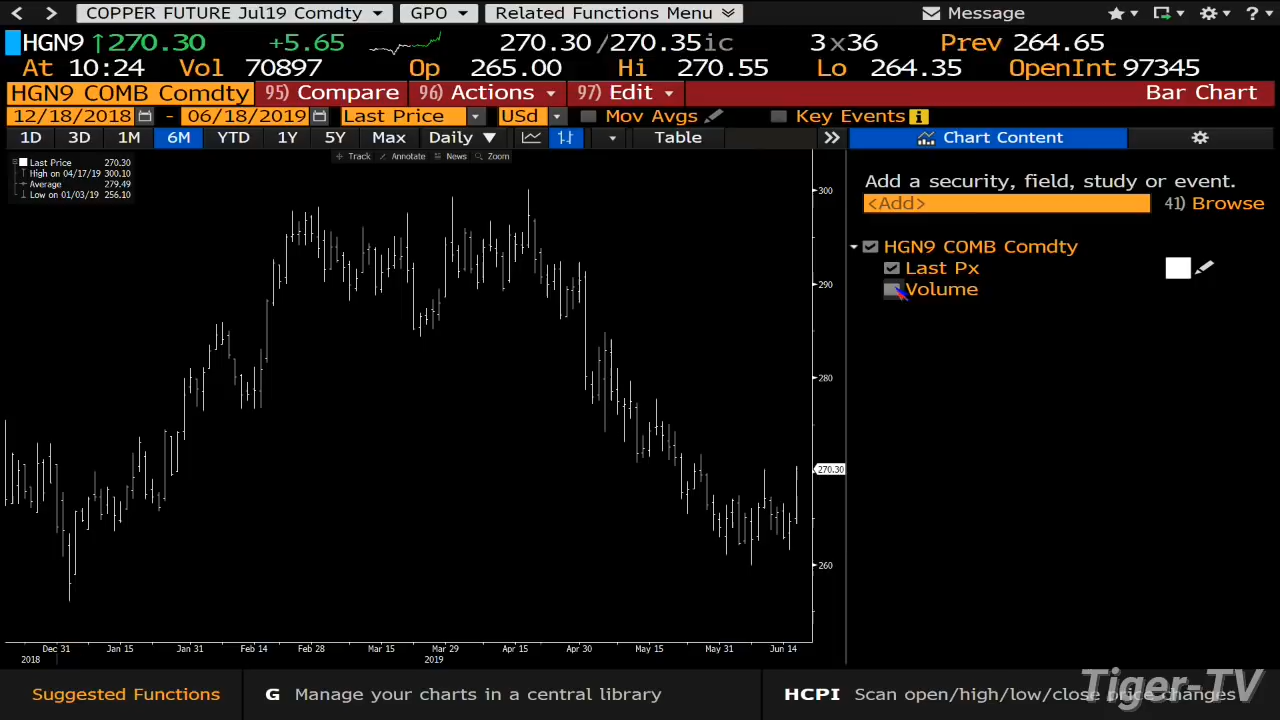 < > COPPER FUTURE Jul19 Comdty GPO Related Functions Menu Message ?
HGN9 ↑270.30 +5.65 270.30/270.35ic 3x36 Prev 264.65
At 10:24 Vol 70897 Op 265.00 Hi 270.55 Lo 264.35 OpenInt 97345
HGN9 COMB Comdty 95) Compare 96) Actions 97) Edit Bar Chart
12/18/2018 - 06/18/2019 Last Price USd Mov Avgs Key Events i
1D 3D 1M 6M YTD 1Y 5Y Max Daily ▼ Table » Chart Content
Track Annotate News Zoom
Last Price 270.30
High on 04/17/19 300.10
Average 279.49
Low on 01/03/19 256.10
Add a security, field, study or event.
<Add> 41) Browse
HGN9 COMB Comdty
Last Px
Volume
300
290
280
270.30
260
Dec 31 Jan 15 Jan 31 Feb 14 Feb 28 Mar 15 Mar 29 Apr 15 Apr 30 May 15 May 31 Jun 14
2018 2019
Suggested Functions G Manage your charts in a central library HCPI Scan open/high/low/close price changes
Tiger-TV